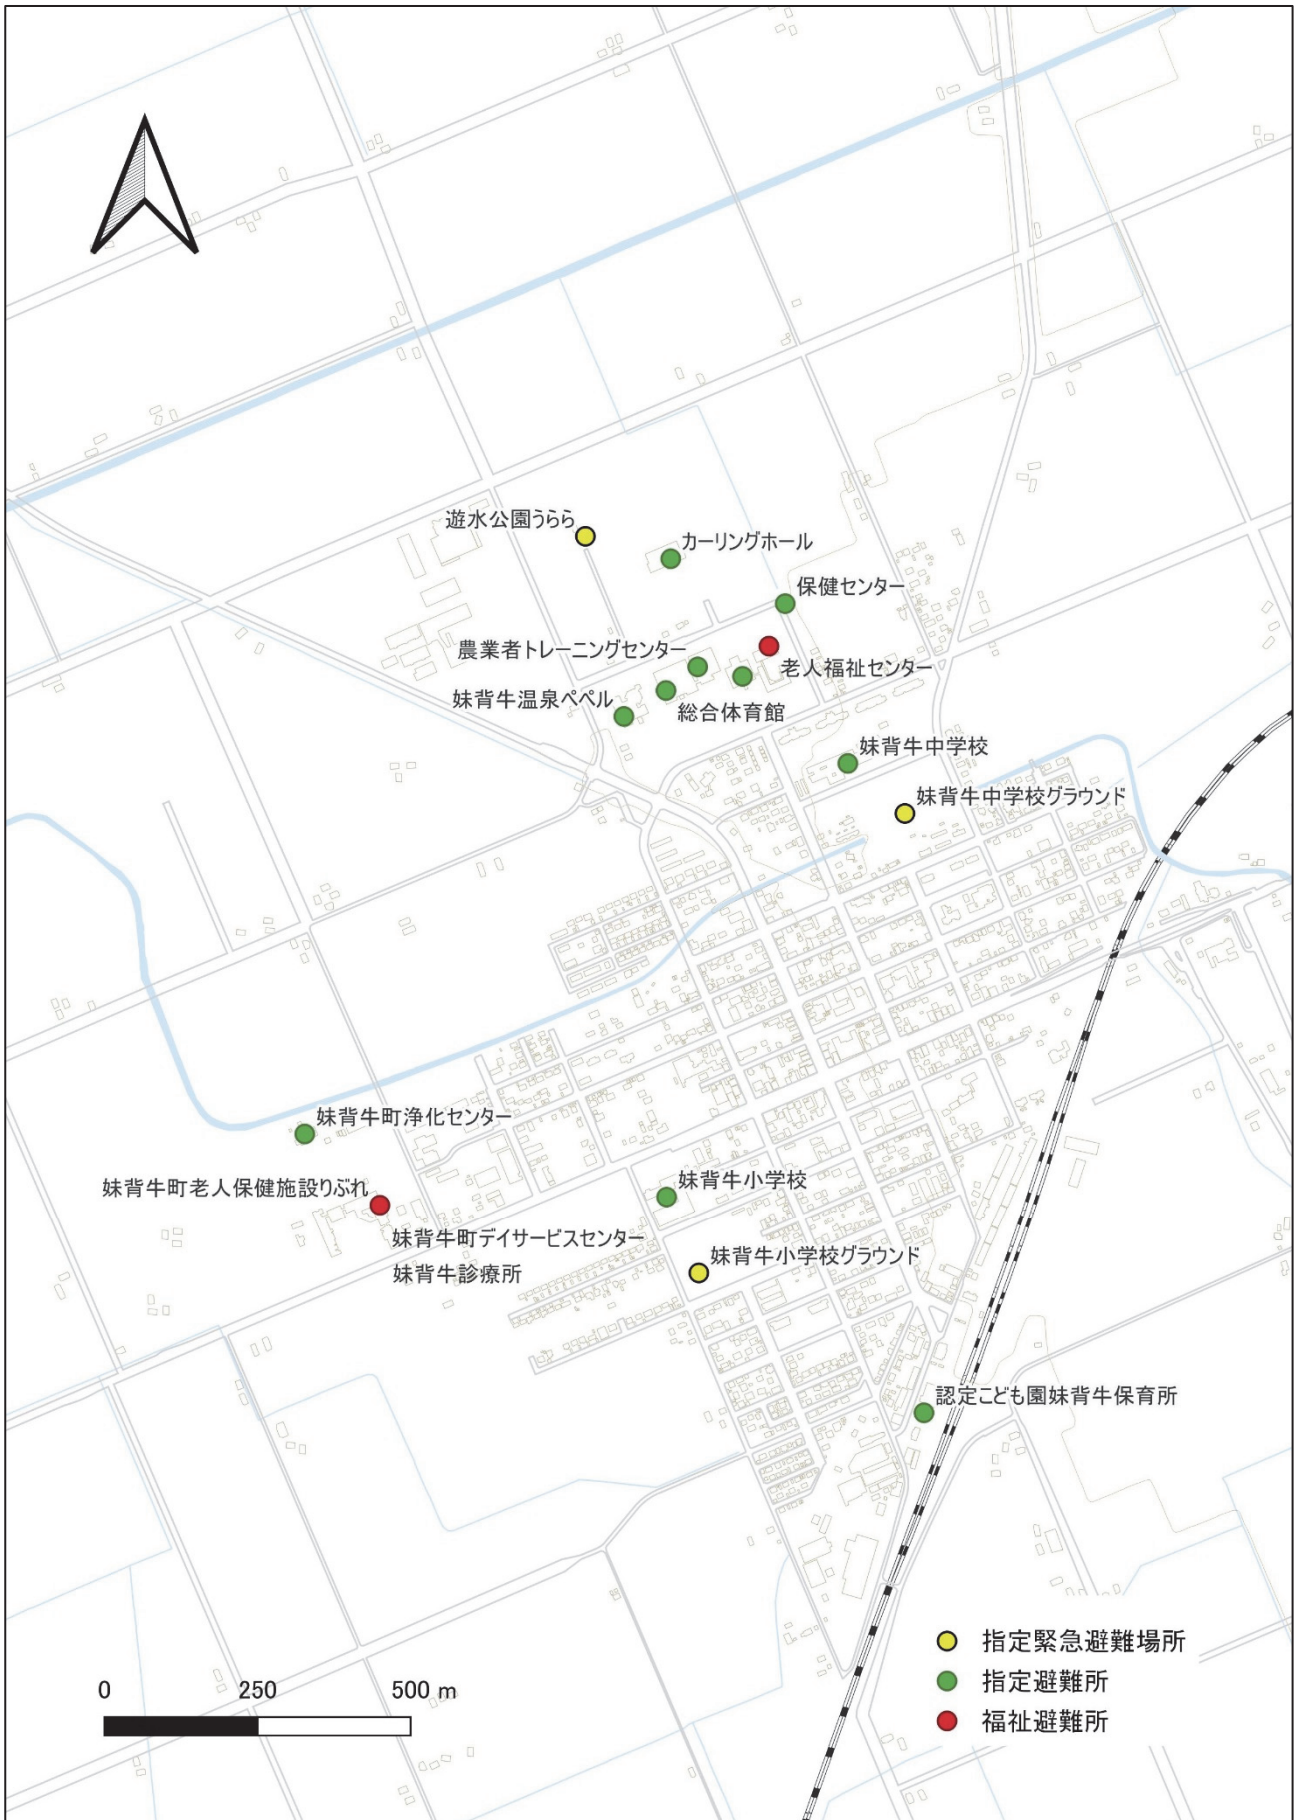 遊水公園うらら
カーリングホール
保健センター
農業者トレーニングセンター
老人福祉センター
妹背牛温泉ペペル
総合体育館
妹背牛中学校
妹背牛中学校グラウンド
妹背牛町浄化センター
妹背牛町老人保健施設りぶれ
妹背牛小学校
妹背牛町デイサービスセンター
妹背牛小学校グラウンド
妹背牛診療所
認定こども園妹背牛保育所
指定緊急避難場所
指定避難所
福祉避難所
0 250 500 m